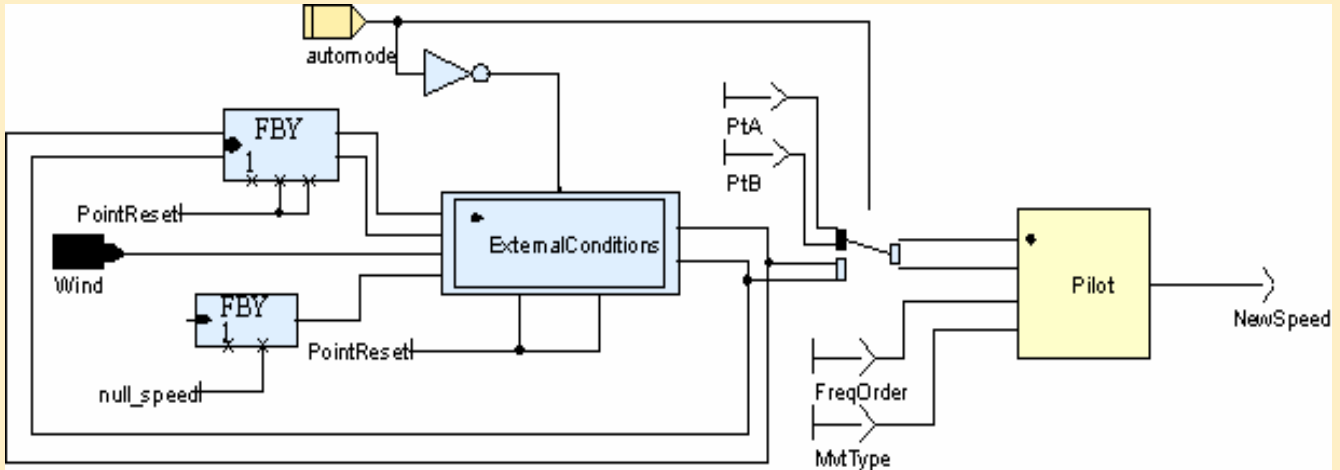 automode
FBY
1
PtA
PtB
PointReset
ExternalConditions
Wind
Pilot
FBY
1
NewSpeed
PointReset
null_speed
FreqOrder
MvtType